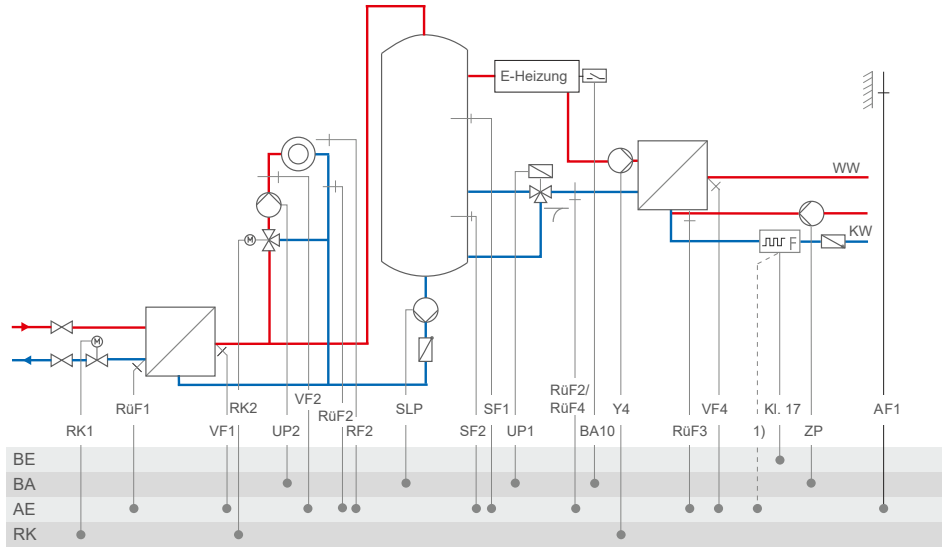 E-Heizung
WW
KW
F
M
M
RüF2/
RüF4
RüF1
RK2
VF2
RüF2
SLP
SF1
Y4
VF4
Kl. 17
AF1
RK1
VF1
UP2
RF2
SF2
UP1
BA10
RüF3
1)
ZP
BE
BA
AE
RK